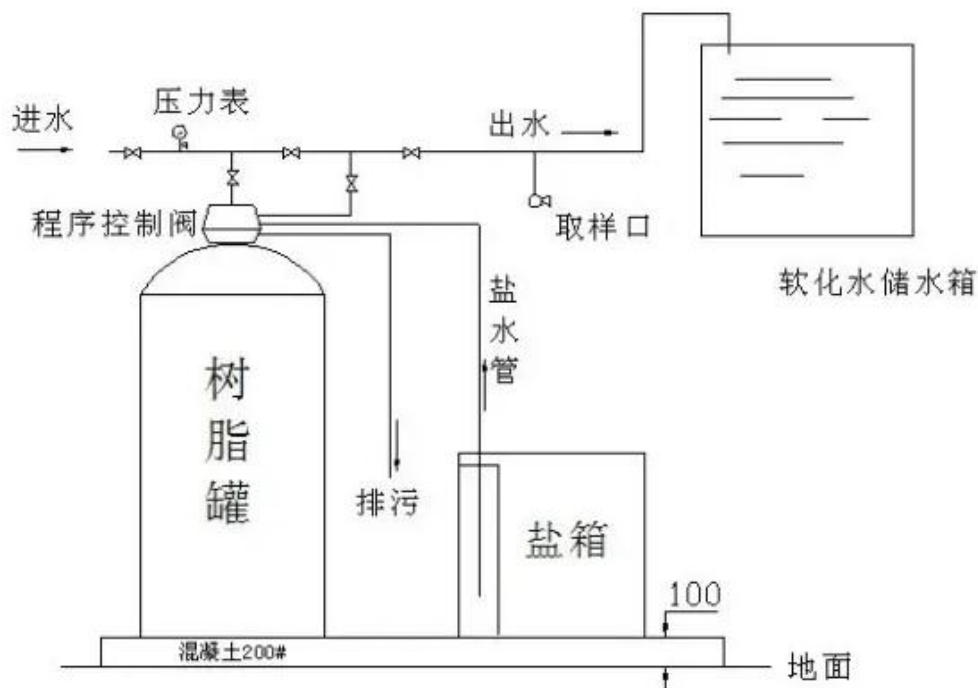 压力表
进水
出水
程序控制阀
取样口
软化水储水箱
盐水管
树脂罐
排污
盐箱
100
混凝土200#
地面